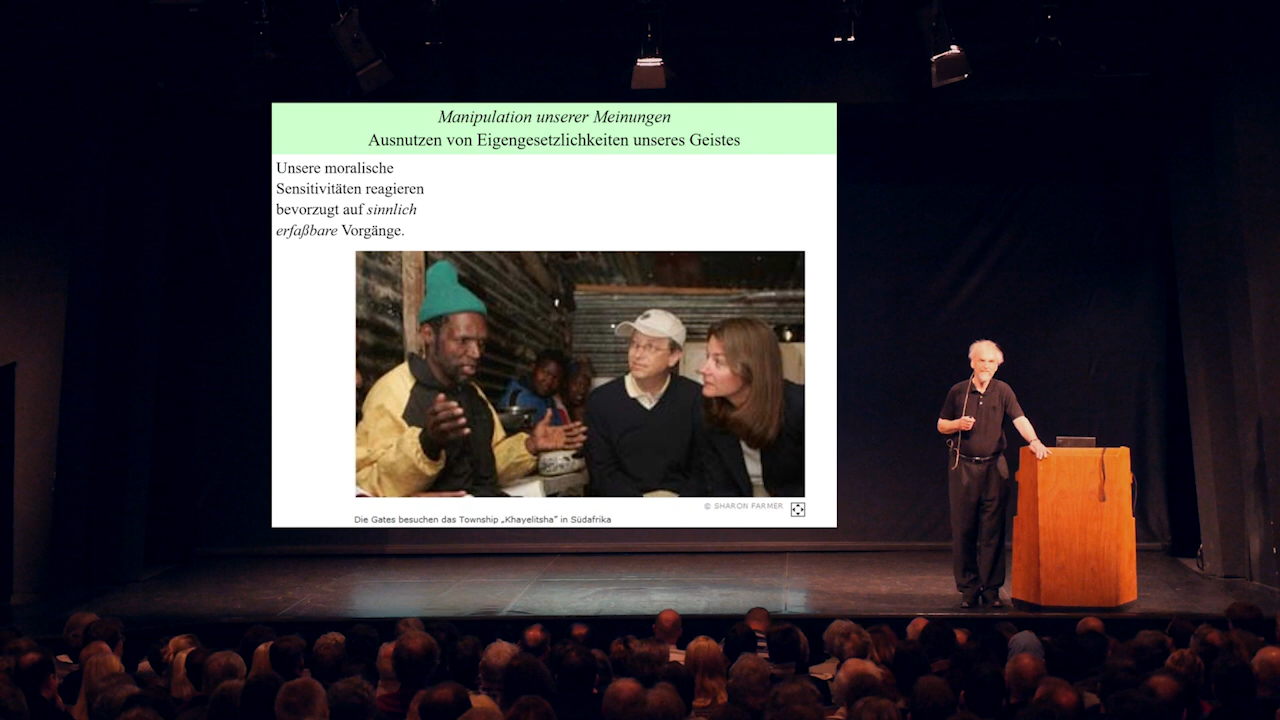 Manipulation unserer Meinungen
Ausnutzen von Eigengesetzlichkeiten unseres Geistes
Unsere moralische
Sensitivitäten reagieren
bevorzugt auf sinnlich
erfaßbare Vorgänge.
© SHARON FARMER
Die Gates besuchen das Township „Khayelitsha” in Südafrika